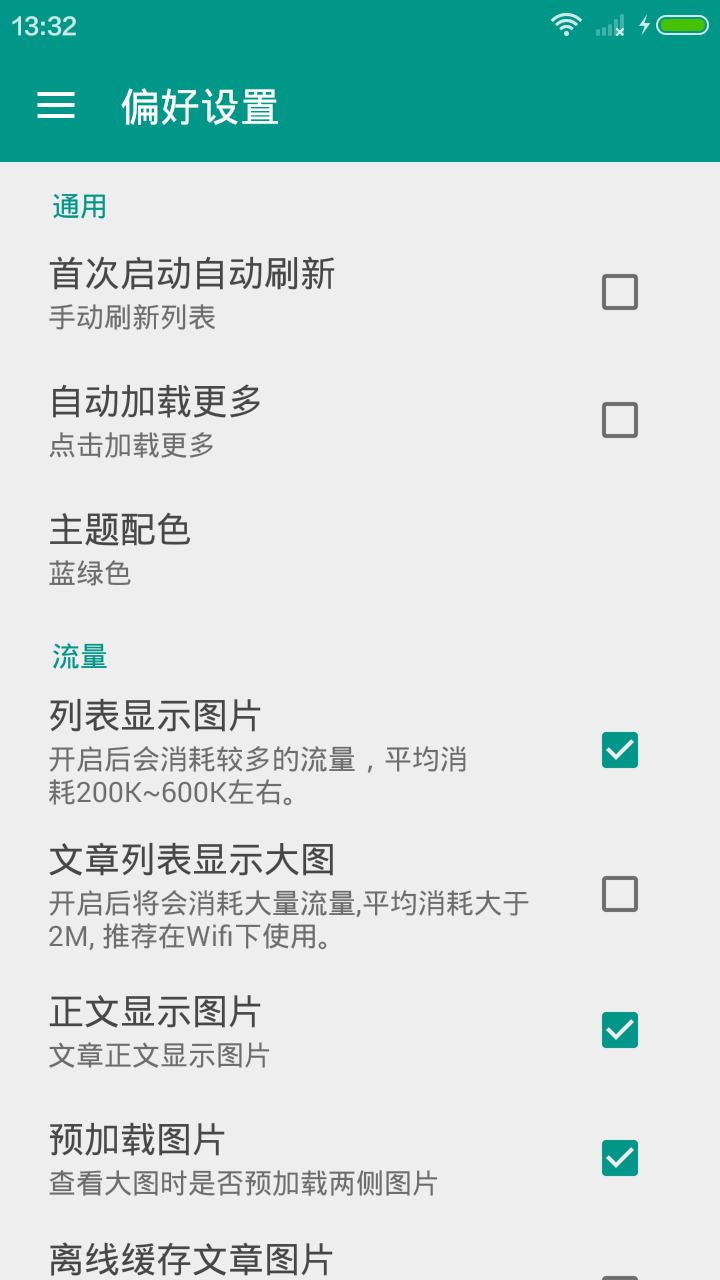 13:32
偏好设置
通用
首次启动自动刷新
手动刷新列表
自动加载更多
点击加载更多
主题配色
蓝绿色
流量
列表显示图片
开启后会消耗较多的流量，平均消
耗200K~600K左右。
文章列表显示大图
开启后将会消耗大量流量,平均消耗大于
2M, 推荐在Wifi下使用。
正文显示图片
文章正文显示图片
预加载图片
查看大图时是否预加载两侧图片
离线缓存文章图片